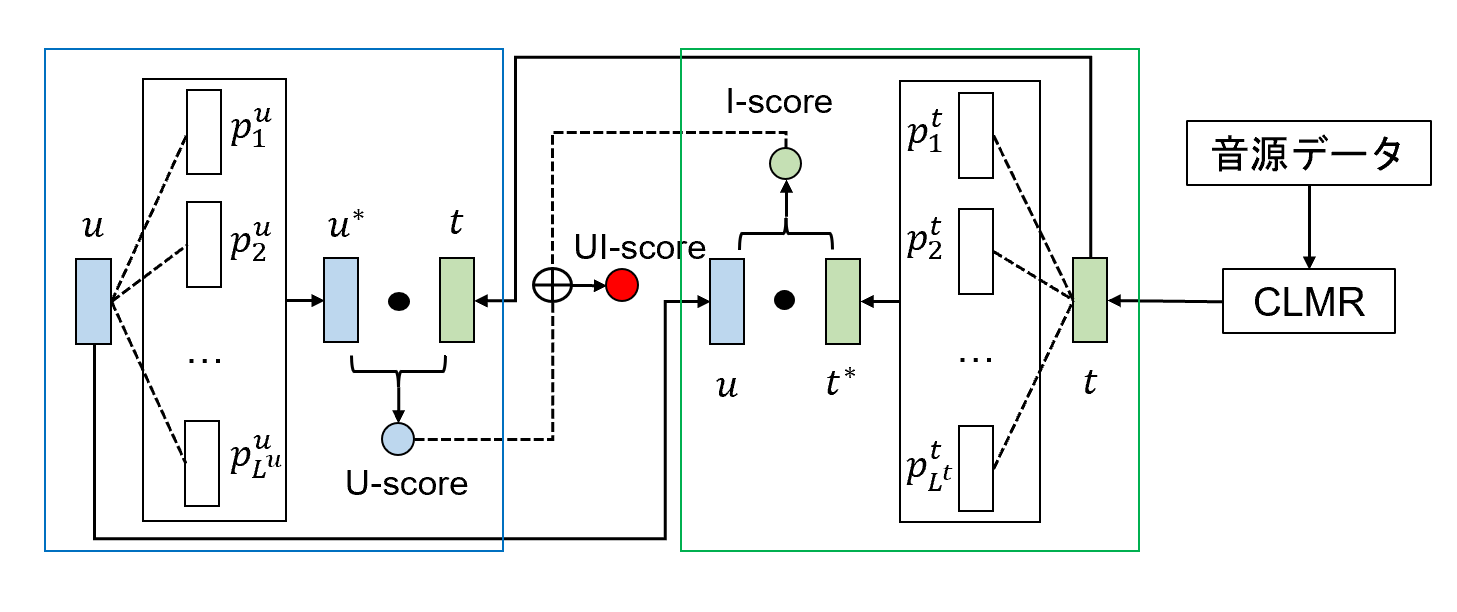 u
p_1^u
p_2^u
…
p_{L^u}^u
u*
t
U-score
UI-score
I-score
u
t*
p_1^t
p_2^t
…
p_{L^t}^t
t
音源データ
CLMR